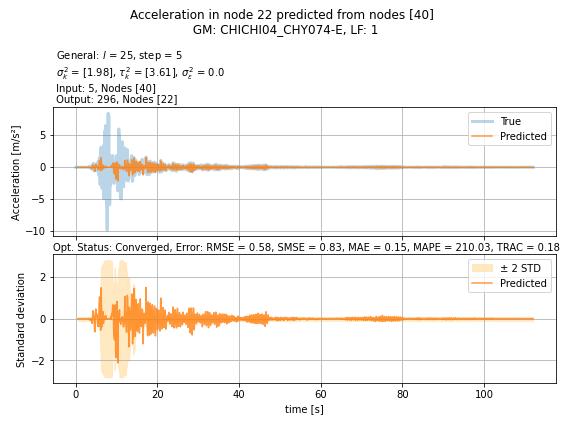 Acceleration in node 22 predicted from nodes [40]
GM: CHICHI04_CHY074-E, LF: 1
General: l = 25, step = 5
σ²_k = [1.98], τ²_k = [3.61], σ²_ε = 0.0
Input: 5, Nodes [40]
Output: 296, Nodes [22]
Acceleration [m/s²]
5
0
−5
−10
True
Predicted
Opt. Status: Converged, Error: RMSE = 0.58, SMSE = 0.83, MAE = 0.15, MAPE = 210.03, TRAC = 0.18
Standard deviation
2
0
−2
± 2 STD
Predicted
0 20 40 60 80 100
time [s]